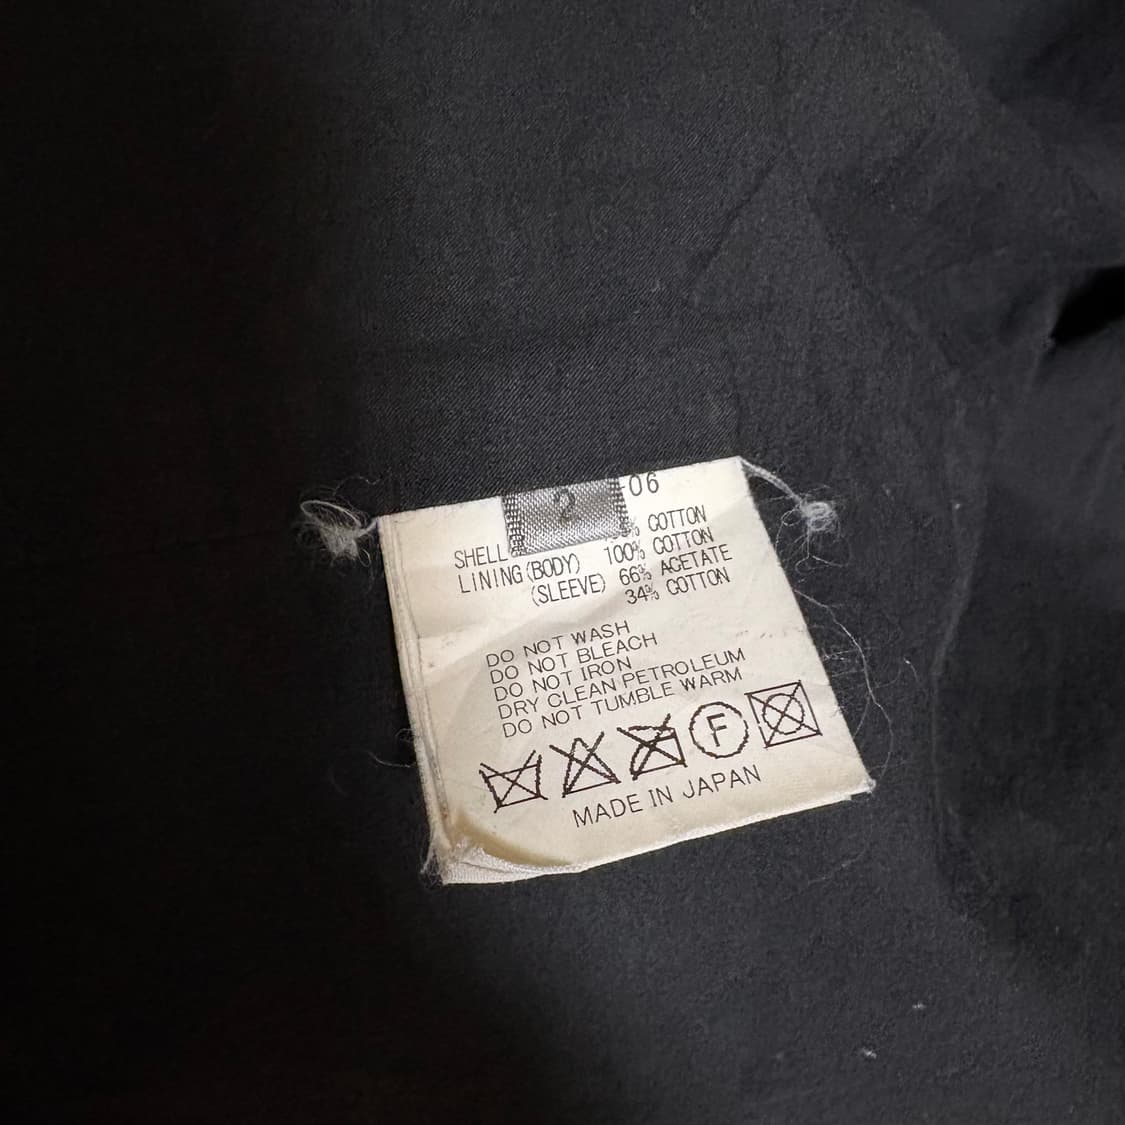 2
-06
SHELL % COTTON
LINING (BODY) 100% COTTON
(SLEEVE) 66% ACETATE
34% COTTON
DO NOT WASH
DO NOT BLEACH
DO NOT IRON
DRY CLEAN PETROLEUM
DO NOT TUMBLE WARM
F
MADE IN JAPAN